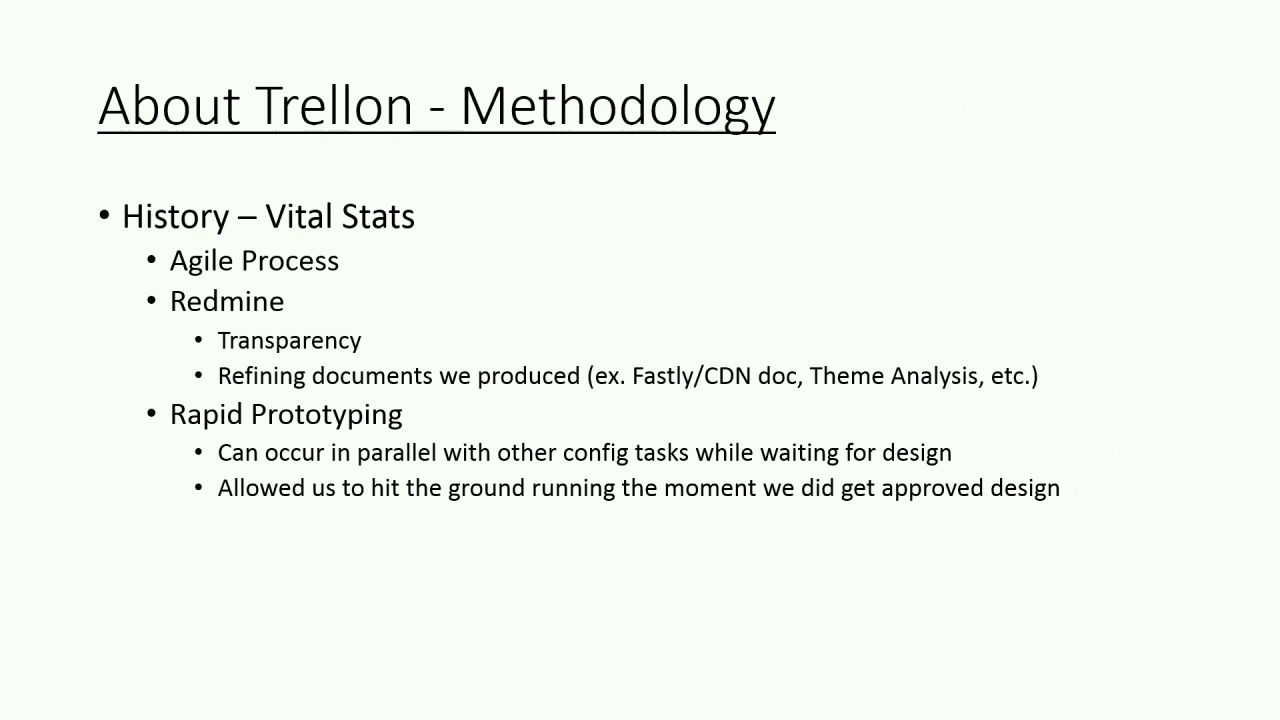 About Trellon - Methodology
• History – Vital Stats
• Agile Process
• Redmine
• Transparency
• Refining documents we produced (ex. Fastly/CDN doc, Theme Analysis, etc.)
• Rapid Prototyping
• Can occur in parallel with other config tasks while waiting for design
• Allowed us to hit the ground running the moment we did get approved design